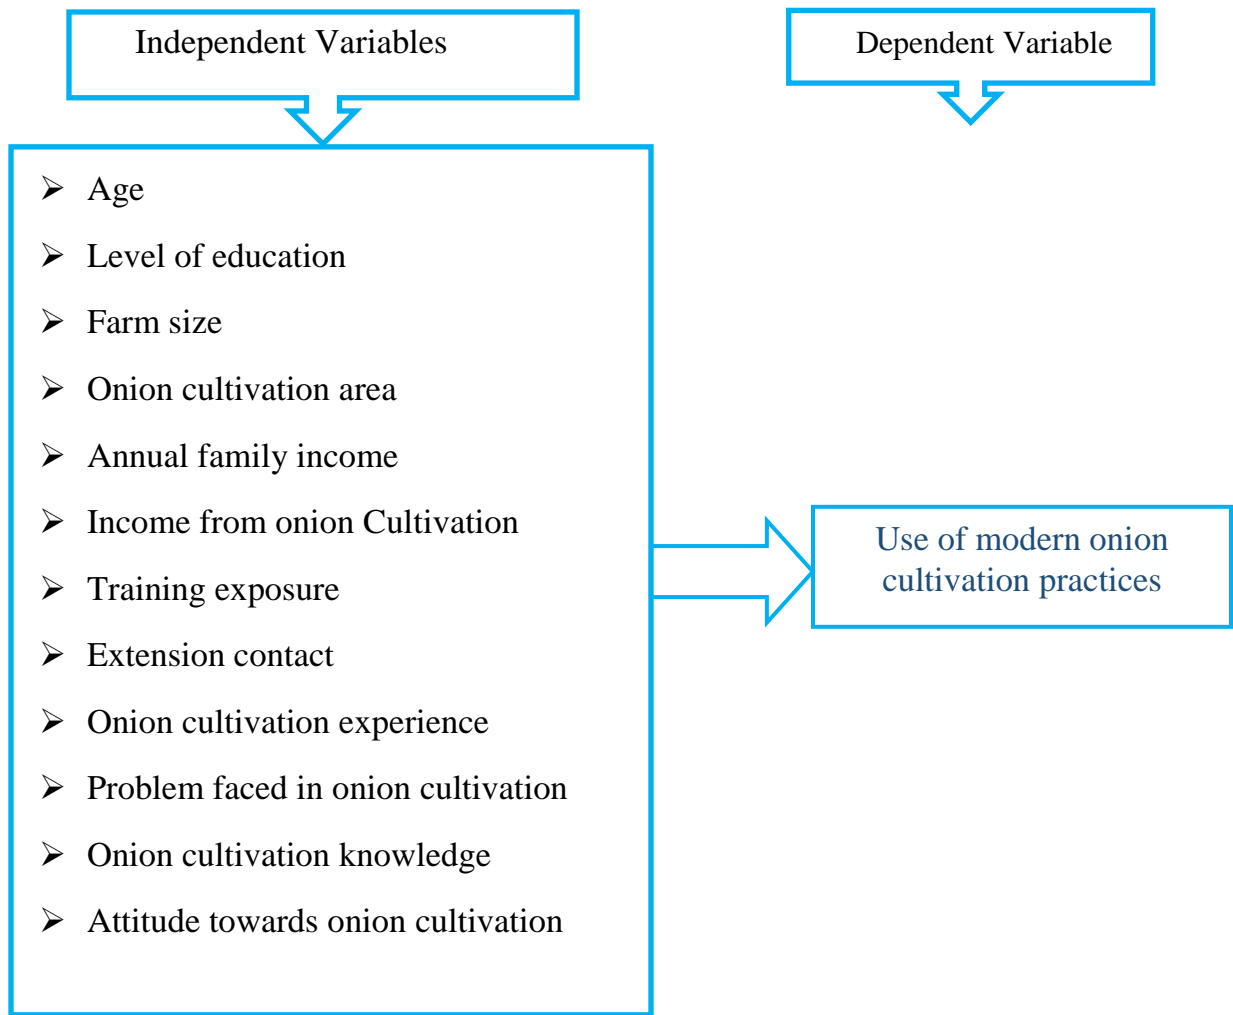 Independent Variables
Dependent Variable
➢ Age
➢ Level of education
➢ Farm size
➢ Onion cultivation area
➢ Annual family income
➢ Income from onion Cultivation
➢ Training exposure
➢ Extension contact
➢ Onion cultivation experience
➢ Problem faced in onion cultivation
➢ Onion cultivation knowledge
➢ Attitude towards onion cultivation
Use of modern onion
cultivation practices